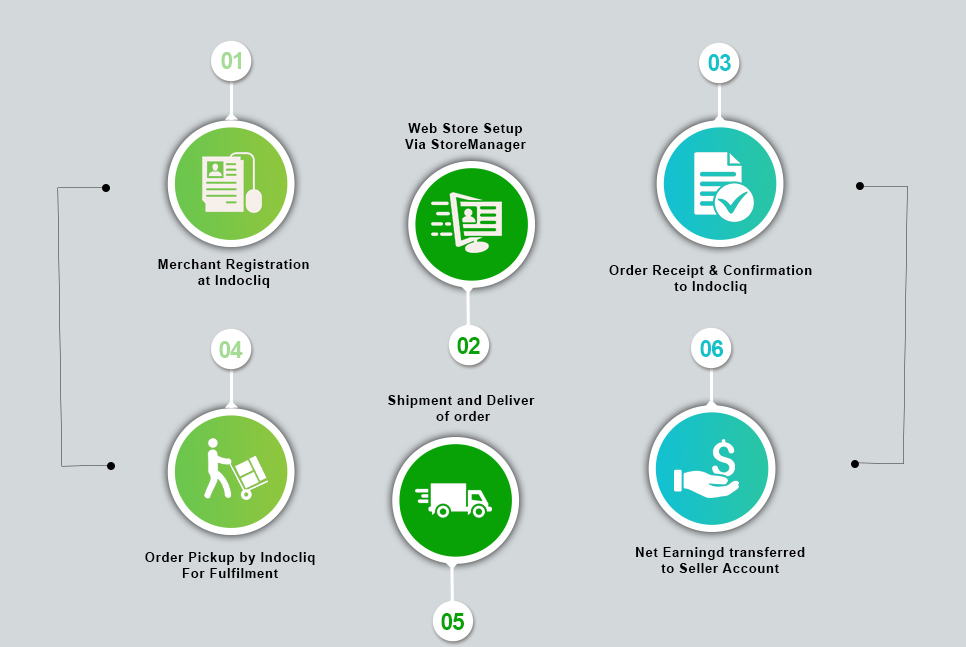 01
Merchant Registration
at Indocliq
Web Store Setup
Via StoreManager
02
03
Order Receipt & Confirmation
to Indocliq
04
Order Pickup by Indocliq
For Fulfilment
Shipment and Deliver
of order
05
06
$
Net Earningd transferred
to Seller Account